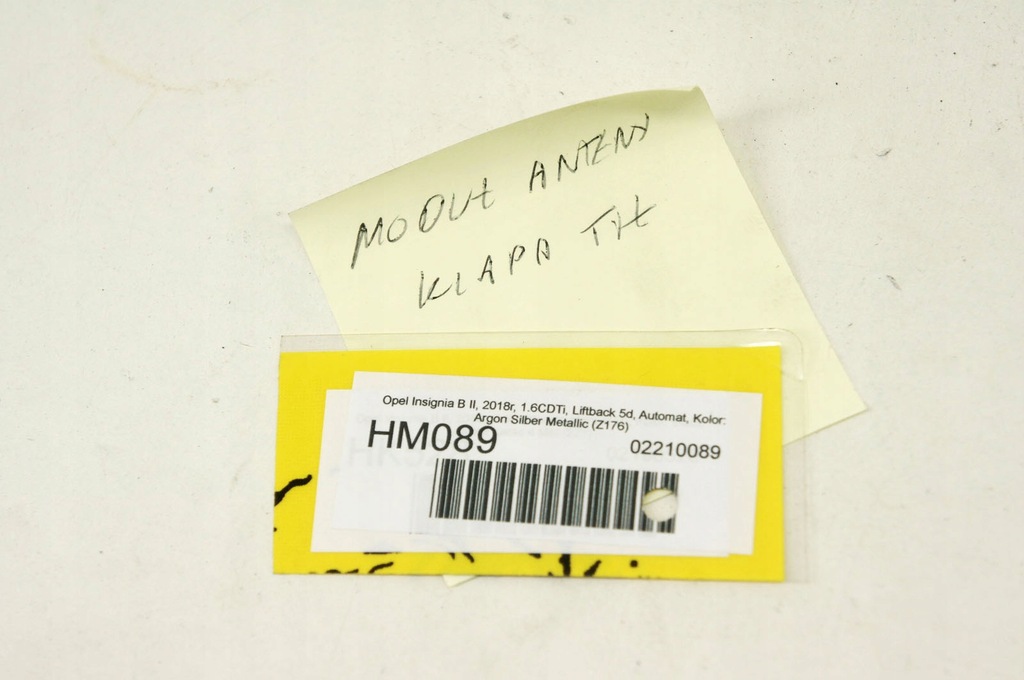 MODUŁ ANTENY
KLAPA TYŁ
Opel Insignia B II, 2018r, 1.6CDTi, Liftback 5d, Automat, Kolor:
Argon Silber Metallic (Z176)
HM089
02210089